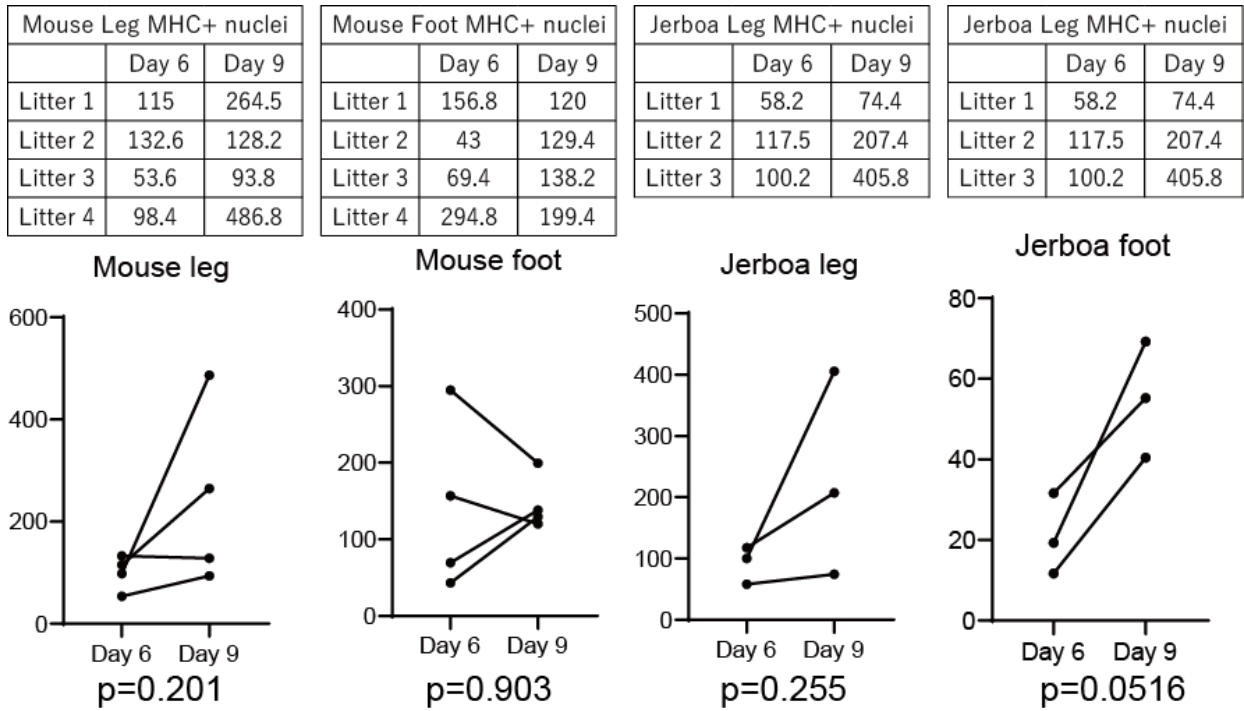 Mouse Leg MHC+ nuclei
Day 6 Day 9
Litter 1 115 264.5
Litter 2 132.6 128.2
Litter 3 53.6 93.8
Litter 4 98.4 486.8
Mouse Foot MHC+ nuclei
Day 6 Day 9
Litter 1 156.8 120
Litter 2 43 129.4
Litter 3 69.4 138.2
Litter 4 294.8 199.4
Jerboa Leg MHC+ nuclei
Day 6 Day 9
Litter 1 58.2 74.4
Litter 2 117.5 207.4
Litter 3 100.2 405.8
Jerboa Leg MHC+ nuclei
Day 6 Day 9
Litter 1 58.2 74.4
Litter 2 117.5 207.4
Litter 3 100.2 405.8
Mouse leg
600
400
200
0
Day 6 Day 9
p=0.201
Mouse foot
400
300
200
100
0
Day 6 Day 9
p=0.903
Jerboa leg
500
400
300
200
100
0
Day 6 Day 9
p=0.255
Jerboa foot
80
60
40
20
0
Day 6 Day 9
p=0.0516